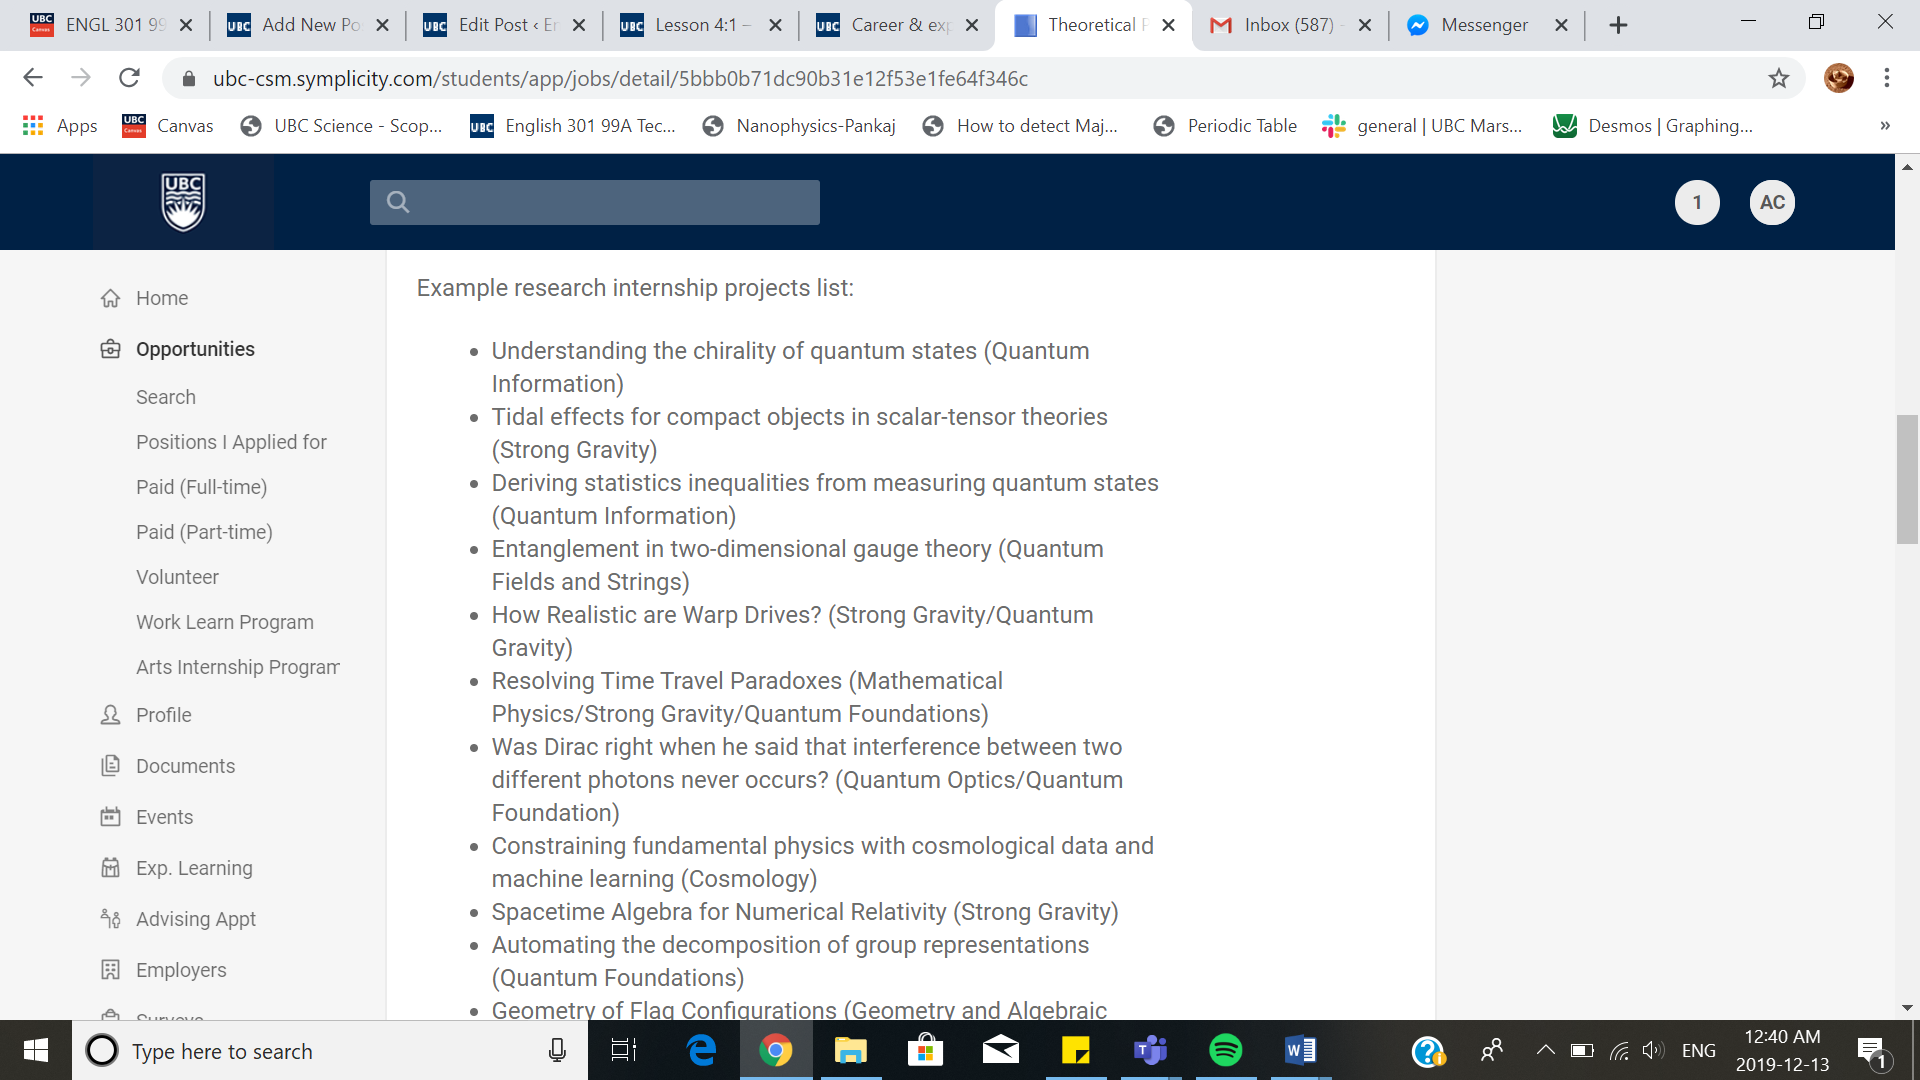 ENGL 301 99
Add New Po
Edit Post ‹ En
Lesson 4:1 –
Career & exp
Theoretical P
Inbox (587) -
Messenger
ubc-csm.symplicity.com/students/app/jobs/detail/5bbb0b71dc90b31e12f53e1fe64f346c
Apps
Canvas
UBC Science - Scop...
English 301 99A Tec...
Nanophysics-Pankaj
How to detect Maj...
Periodic Table
general | UBC Mars...
Desmos | Graphing...
»
UBC
1
AC
Home
Opportunities
Search
Positions I Applied for
Paid (Full-time)
Paid (Part-time)
Volunteer
Work Learn Program
Arts Internship Program
Profile
Documents
Events
Exp. Learning
Advising Appt
Employers
Surveys
Example research internship projects list:
• Understanding the chirality of quantum states (Quantum
Information)
• Tidal effects for compact objects in scalar-tensor theories
(Strong Gravity)
• Deriving statistics inequalities from measuring quantum states
(Quantum Information)
• Entanglement in two-dimensional gauge theory (Quantum
Fields and Strings)
• How Realistic are Warp Drives? (Strong Gravity/Quantum
Gravity)
• Resolving Time Travel Paradoxes (Mathematical
Physics/Strong Gravity/Quantum Foundations)
• Was Dirac right when he said that interference between two
different photons never occurs? (Quantum Optics/Quantum
Foundation)
• Constraining fundamental physics with cosmological data and
machine learning (Cosmology)
• Spacetime Algebra for Numerical Relativity (Strong Gravity)
• Automating the decomposition of group representations
(Quantum Foundations)
• Geometry of Flag Configurations (Geometry and Algebraic
Type here to search
ENG
12:40 AM
2019-12-13
1